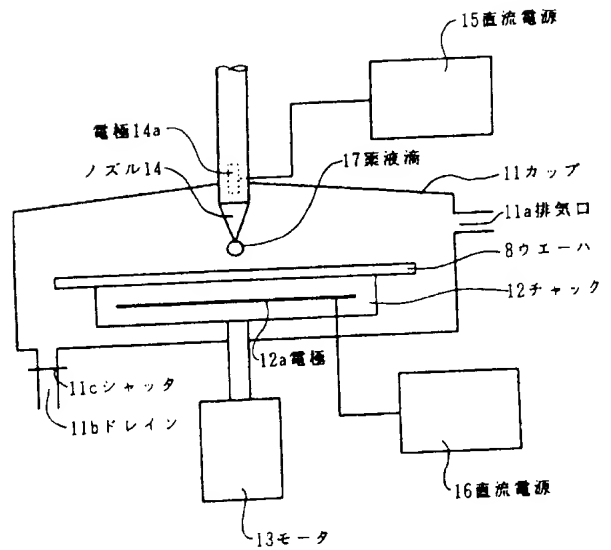 15直流電源
電極14a
ノズル14
17薬液滴
11カップ
11a排気口
8ウエーハ
12チャック
12a電極
11cシャッタ
11bドレイン
16直流電源
13モータ